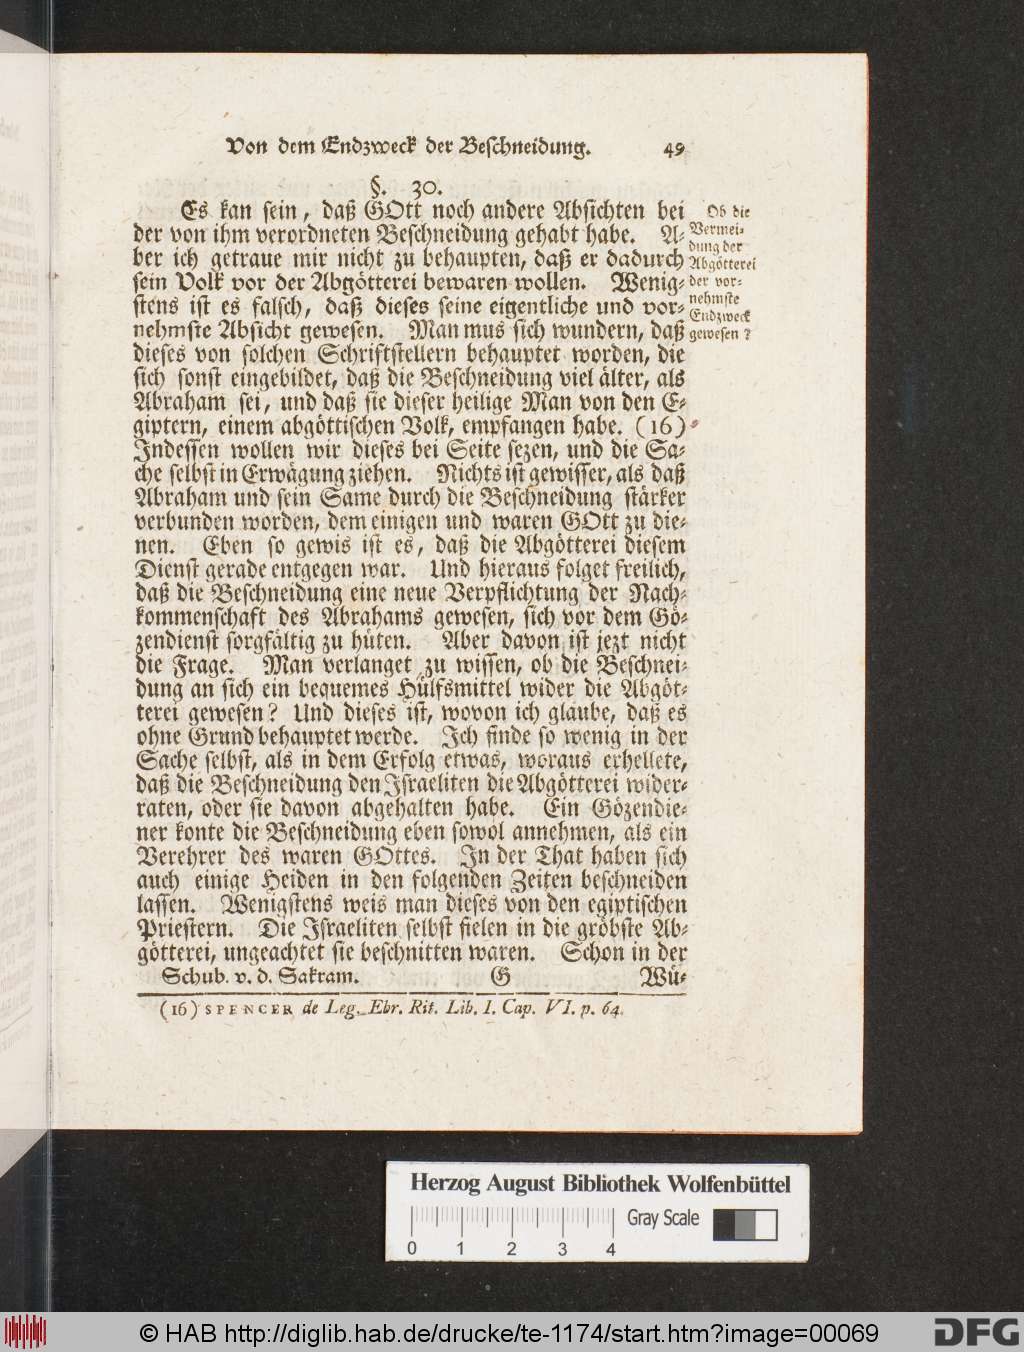 Von dem Endzweck der Beschneidung. 49
§. 30.
Es kan sein, daß GOtt noch andere Absichten bei
der von ihm verordneten Beschneidung gehabt habe. A-
ber ich getraue mir nicht zu behaupten, daß er dadurch
sein Volk vor der Abgötterei bewaren wollen. Wenig-
stens ist es falsch, daß dieses seine eigentliche und vor-
nehmste Absicht gewesen. Man mus sich wundern, daß
dieses von solchen Schriftstellern behauptet worden, die
sich sonst eingebildet, daß die Beschneidung viel älter, als
Abraham sei, und daß sie dieser heilige Man von den E-
giptern, einem abgöttischen Volk, empfangen habe. (16)
Indessen wollen wir dieses bei Seite sezen, und die Sa-
che selbst in Erwägung ziehen. Nichts ist gewisser, als daß
Abraham und sein Same durch die Beschneidung stärker
verbunden worden, dem einigen und waren GOtt zu die-
nen. Eben so gewis ist es, daß die Abgötterei diesem
Dienst gerade entgegen war. Und hieraus folget freilich,
daß die Beschneidung eine neue Verpflichtung der Nach-
kommenschaft des Abrahams gewesen, sich vor dem Gö-
zendienst sorgfältig zu hüten. Aber davon ist jezt nicht
die Frage. Man verlanget zu wissen, ob die Beschnei-
dung an sich ein bequemes Hülfsmittel wider die Abgöt-
terei gewesen? Und dieses ist, wovon ich glaube, daß es
ohne Grund behauptet werde. Ich finde so wenig in der
Sache selbst, als in dem Erfolg etwas, woraus erhellete,
daß die Beschneidung den Israeliten die Abgötterei wider-
raten, oder sie davon abgehalten habe. Ein Gözendie-
ner konte die Beschneidung eben sowol annehmen, als ein
Verehrer des waren GOttes. In der That haben sich
auch einige Heiden in den folgenden Zeiten beschneiden
lassen. Wenigstens weis man dieses von den egiptischen
Priestern. Die Israeliten selbst fielen in die gröbste Ab-
götterei, ungeachtet sie beschnitten waren. Schon in der
Schub. v. d. Sakram. G Wü-
Ob die
Vermei-
dung der
Abgötterei
der vor-
nehmste
Endzweck
gewesen?
(16) SPENCER de Leg. Ebr. Rit. Lib. I. Cap. VI. p. 64.
Herzog August Bibliothek Wolfenbüttel
Gray Scale
0 1 2 3 4
© HAB http://diglib.hab.de/drucke/te-1174/start.htm?image=00069
DFG